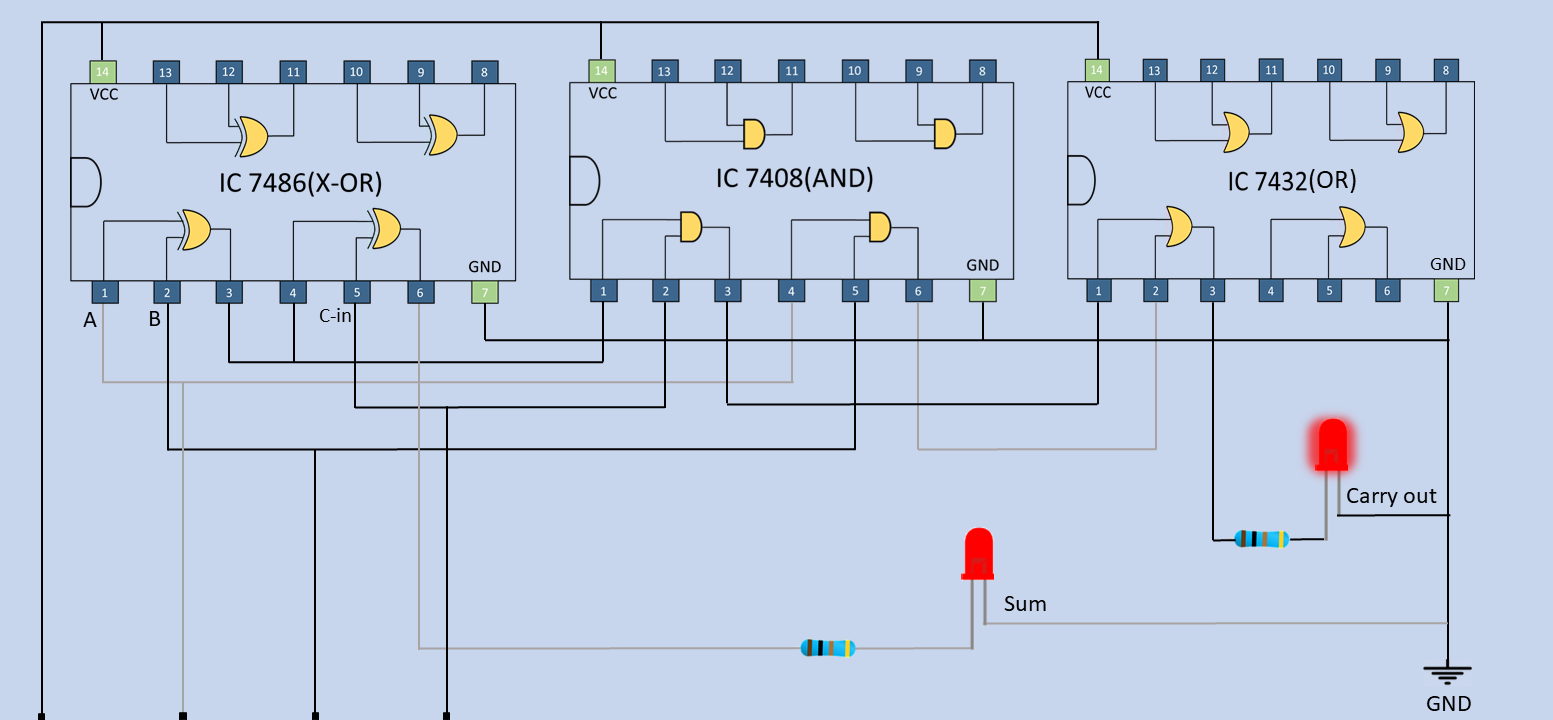 14 13 12 11 10 9 8
VCC
IC 7486(X-OR)
GND
1 2 3 4 5 6 7
A B C-in
14 13 12 11 10 9 8
VCC
IC 7408(AND)
GND
1 2 3 4 5 6 7
14 13 12 11 10 9 8
VCC
IC 7432(OR)
GND
1 2 3 4 5 6 7
Carry out
Sum
GND